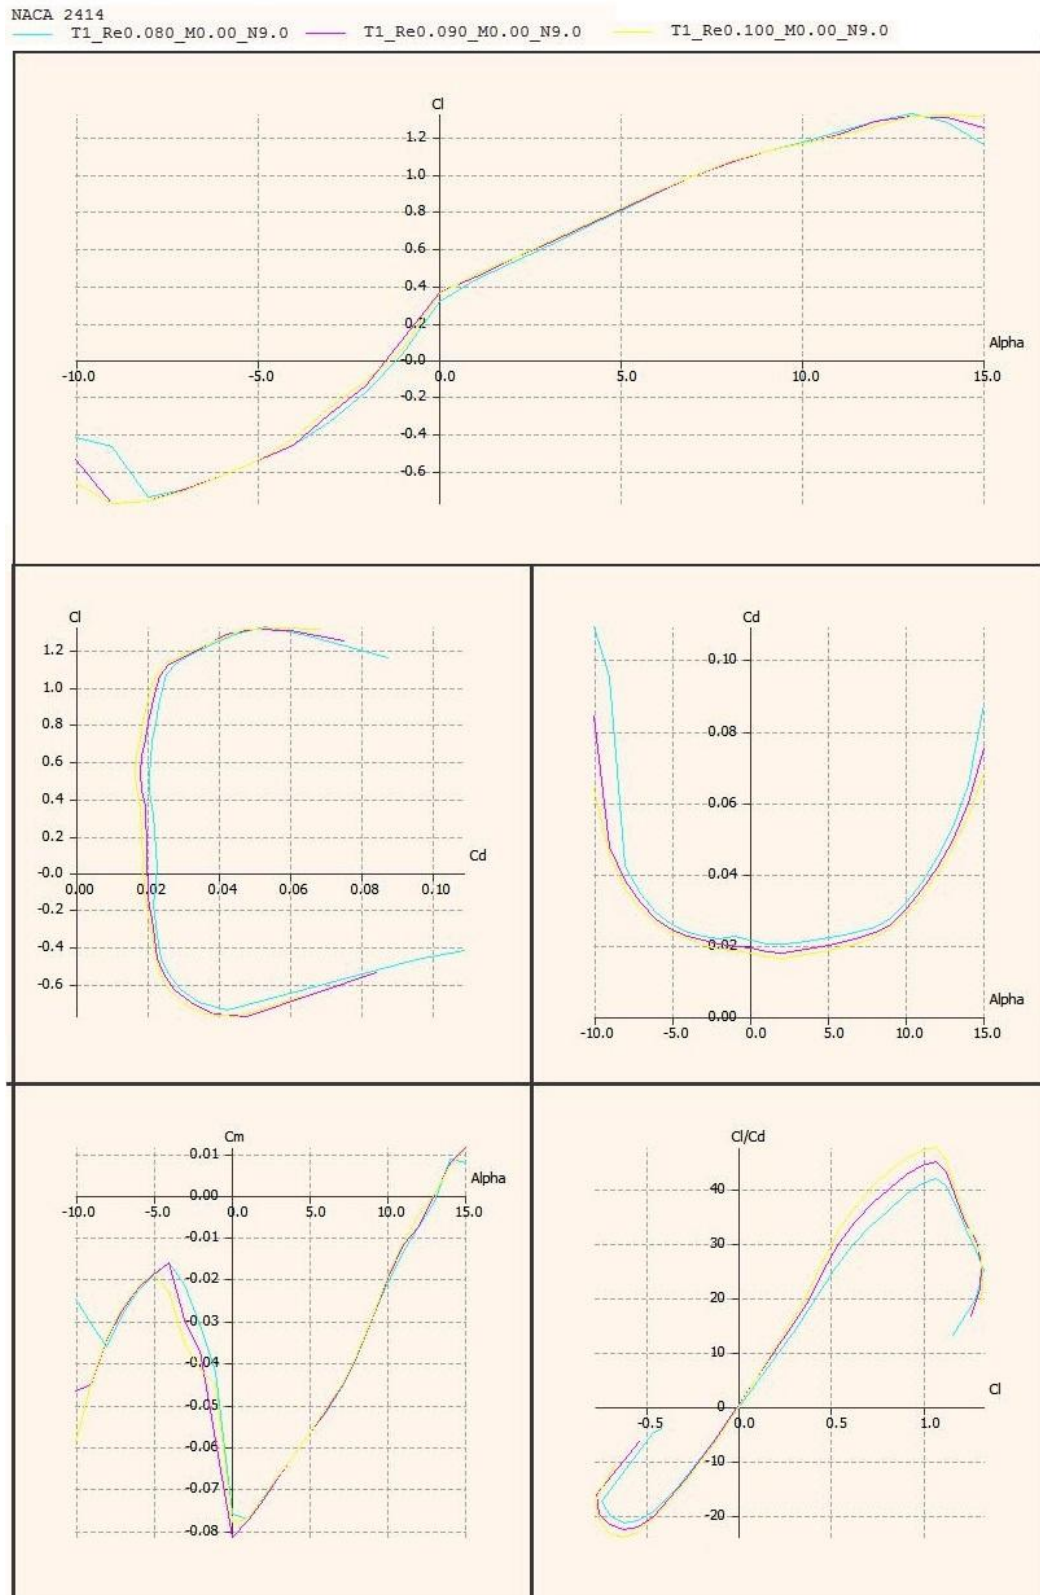 NACA 2414
T1_Re0.080_M0.00_N9.0 T1_Re0.090_M0.00_N9.0 T1_Re0.100_M0.00_N9.0
Cl
1.2
1.0
0.8
0.6
0.4
0.2
-0.0
Alpha
-10.0 -5.0 0.0 5.0 10.0 15.0
-0.2
-0.4
-0.6
Cl
1.2
1.0
0.8
0.6
0.4
0.2
Cd
-0.0
0.00 0.02 0.04 0.06 0.08 0.10
-0.2
-0.4
-0.6
Cd
0.10
0.08
0.06
0.04
0.02
Alpha
0.00
-10.0 -5.0 0.0 5.0 10.0 15.0
Cm
0.01
Alpha
0.00
-10.0 -5.0 0.0 5.0 10.0 15.0
-0.01
-0.02
-0.03
-0.04
-0.05
-0.06
-0.07
-0.08
Cl/Cd
40
30
20
10
Cl
0
-0.5 0.0 0.5 1.0
-10
-20